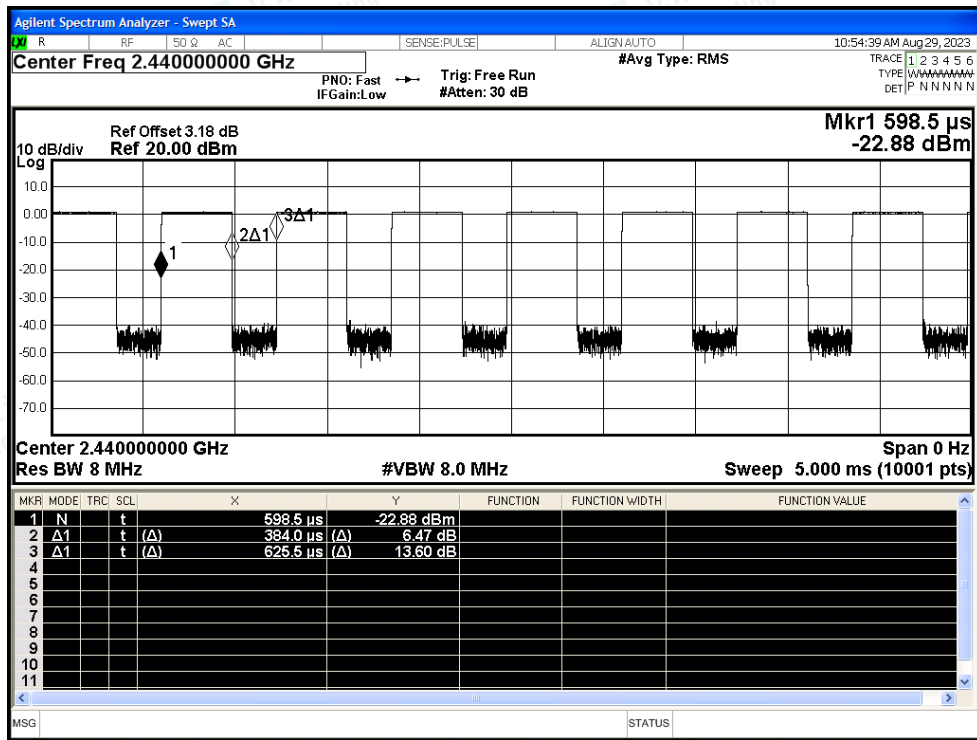 Agilent Spectrum Analyzer - Swept SA
LXI R RF 50 Ω AC SENSE:PULSE ALIGN AUTO 10:54:39 AM Aug 29, 2023
Center Freq 2.440000000 GHz #Avg Type: RMS TRACE 1 2 3 4 5 6
PNO: Fast Trig: Free Run TYPE WWWWWW
IFGain:Low #Atten: 30 dB DET P N N N N N
Mkr1 598.5 µs
Ref Offset 3.18 dB
10 dB/div Ref 20.00 dBm -22.88 dBm
Log
10.0
0.00
3Δ1
2Δ1
-10.0
1
-20.0
-30.0
-40.0
-50.0
-60.0
-70.0
Center 2.440000000 GHz Span 0 Hz
Res BW 8 MHz #VBW 8.0 MHz Sweep 5.000 ms (10001 pts)
MKR MODE TRC SCL X Y FUNCTION FUNCTION WIDTH FUNCTION VALUE
1 N t 598.5 µs -22.88 dBm
2 Δ1 t (Δ) 384.0 µs (Δ) 6.47 dB
3 Δ1 t (Δ) 625.5 µs (Δ) 13.60 dB
4
5
6
7
8
9
10
11
MSG STATUS